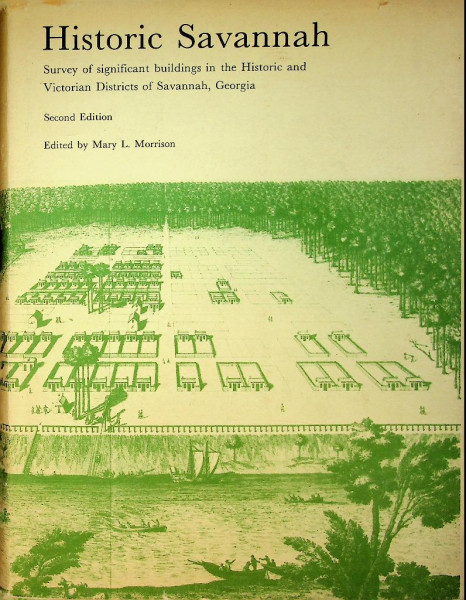 Historic Savannah
Survey of significant buildings in the Historic and
Victorian Districts of Savannah, Georgia
Second Edition
Edited by Mary L. Morrison